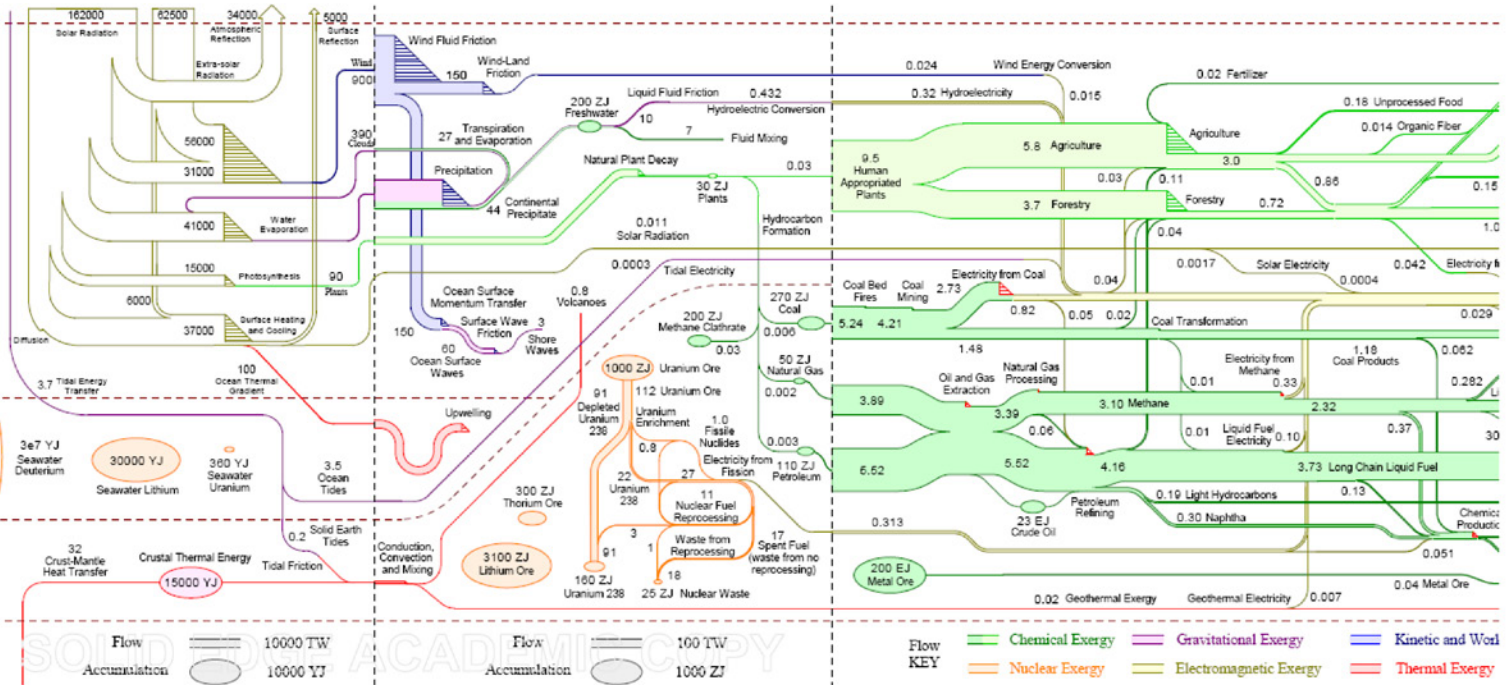 162000
62500
34000
5000
Solar Radiation
Atmospheric
Reflection
Surface
Reflection
Extra-solar
Radiation
Wind
900
56000
31000
390
Clouds
41000
Water
Evaporation
15000
Photosynthesis
90
Plants
6000
37000
Surface Heating
and Cooling
Diffusion
3.7
Tidal Energy
Transfer
100
Ocean Thermal
Gradient
3e7 YJ
Seawater
Deuterium
30000 YJ
Seawater Lithium
360 YJ
Seawater
Uranium
3.5
Ocean
Tides
0.2
Solid Earth
Tides
Tidal Friction
32
Crust-Mantle
Heat Transfer
Crustal Thermal Energy
15000 YJ
Wind Fluid Friction
150
Wind-Land
Friction
27
Transpiration
and Evaporation
200 ZJ
Freshwater
Liquid Fluid Friction
0.432
10
Hydroelectric Conversion
7
Fluid Mixing
Precipitation
44
Continental
Precipitate
Natural Plant Decay
30 ZJ
Plants
0.03
Hydrocarbon
Formation
0.011
Solar Radiation
0.0003
Tidal Electricity
Ocean Surface
Momentum Transfer
150
Surface Wave
Friction
60
Ocean Surface
Waves
3
Shore
Waves
0.8
Volcanoes
Upwelling
200 ZJ
Methane Clathrate
0.03
270 ZJ
Coal
0.006
50 ZJ
Natural Gas
0.002
0.003
110 ZJ
Petroleum
1000 ZJ
Uranium Ore
91
Depleted
Uranium
238
112 Uranium Ore
Uranium
Enrichment
1.0
Fissile
Nuclides
0.8
Electricity from
Fission
22
Uranium
238
27
11
Nuclear Fuel
Reprocessing
3
1
Waste from
Reprocessing
17
Spent Fuel
(waste from no
reprocessing)
91
18
160 ZJ
Uranium 238
25 ZJ
Nuclear Waste
300 ZJ
Thorium Ore
3100 ZJ
Lithium Ore
Conduction,
Convection
and Mixing
0.024
Wind Energy Conversion
0.32
Hydroelectricity
0.015
0.02 Fertilizer
0.18 Unprocessed Food
0.014 Organic Fiber
9.5
Human
Appropriated
Plants
5.8
Agriculture
Agriculture
3.0
0.03
0.11
0.86
0.15
3.7
Forestry
Forestry
0.72
0.04
1.0
0.04
0.0017
Solar Electricity
0.0004
0.042
Electricity f
Coal Bed
Fires
Coal
Mining
2.73
Electricity from Coal
5.24
4.21
0.82
0.05
0.02
Coal Transformation
0.029
1.48
1.18
Coal Products
0.062
Oil and Gas
Extraction
Natural Gas
Processing
Electricity from
Methane
0.01
0.33
0.282
3.89
3.39
3.10 Methane
2.32
Li
0.06
0.01
Liquid Fuel
Electricity
0.10
0.37
30
6.52
5.52
4.16
3.73 Long Chain Liquid Fuel
Petroleum
Refining
0.19 Light Hydrocarbons
0.13
23 EJ
Crude Oil
0.30 Naphtha
Chemica
Productio
0.313
0.051
200 EJ
Metal Ore
0.04 Metal Ore
0.02
Geothermal Exergy
Geothermal Electricity
0.007
SOLID EDGE ACADEMIC COPY
Flow
10000 TW
Accumulation
10000 YJ
Flow
100 TW
Accumulation
1000 ZJ
Flow
KEY
Chemical Exergy
Gravitational Exergy
Kinetic and Work
Nuclear Exergy
Electromagnetic Exergy
Thermal Exergy